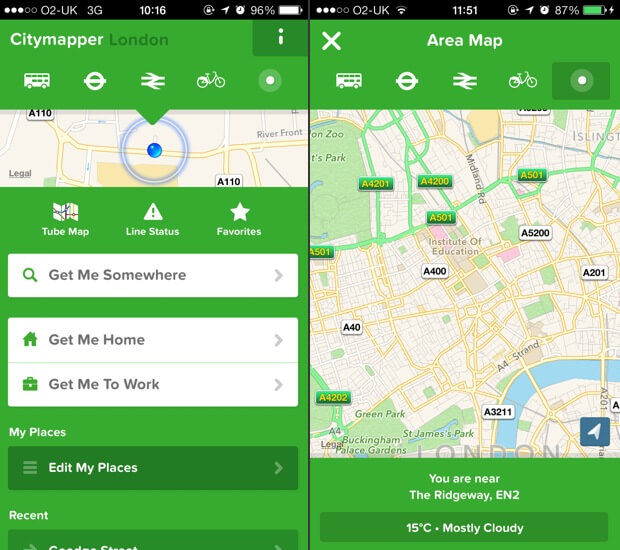 O2-UK 3G 10:16 96%
Citymapper London
A110
River Front
Legal
A110
Tube Map
Line Status
Favorites
Get Me Somewhere
Get Me Home
Get Me To Work
My Places
Edit My Places
Recent
Goodge Street
O2-UK 11:51 87%
Area Map
ISLINGT
A4201
A4200
Midland Rd
A501
A501
A5200
Institute Of
Education
A501
A400
A201
A40
A4 - Strand
A4202
A3211
A201
Green Park
A4
St James's Park
Buckingham
Palace Gardens
Legal
LONDON
You are near
The Ridgeway, EN2
15°C • Mostly Cloudy